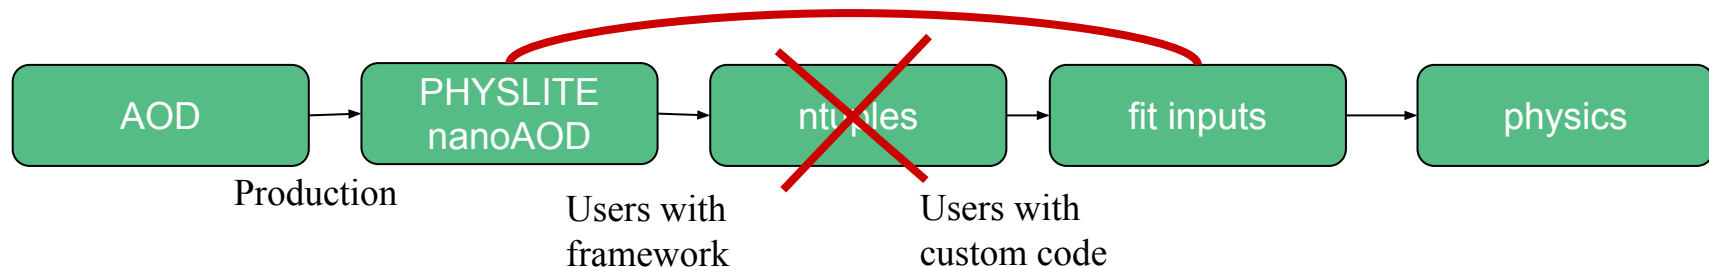 AOD
PHYSLITE
nanoAOD
ntuples
fit inputs
physics
Production
Users with
framework
Users with
custom code